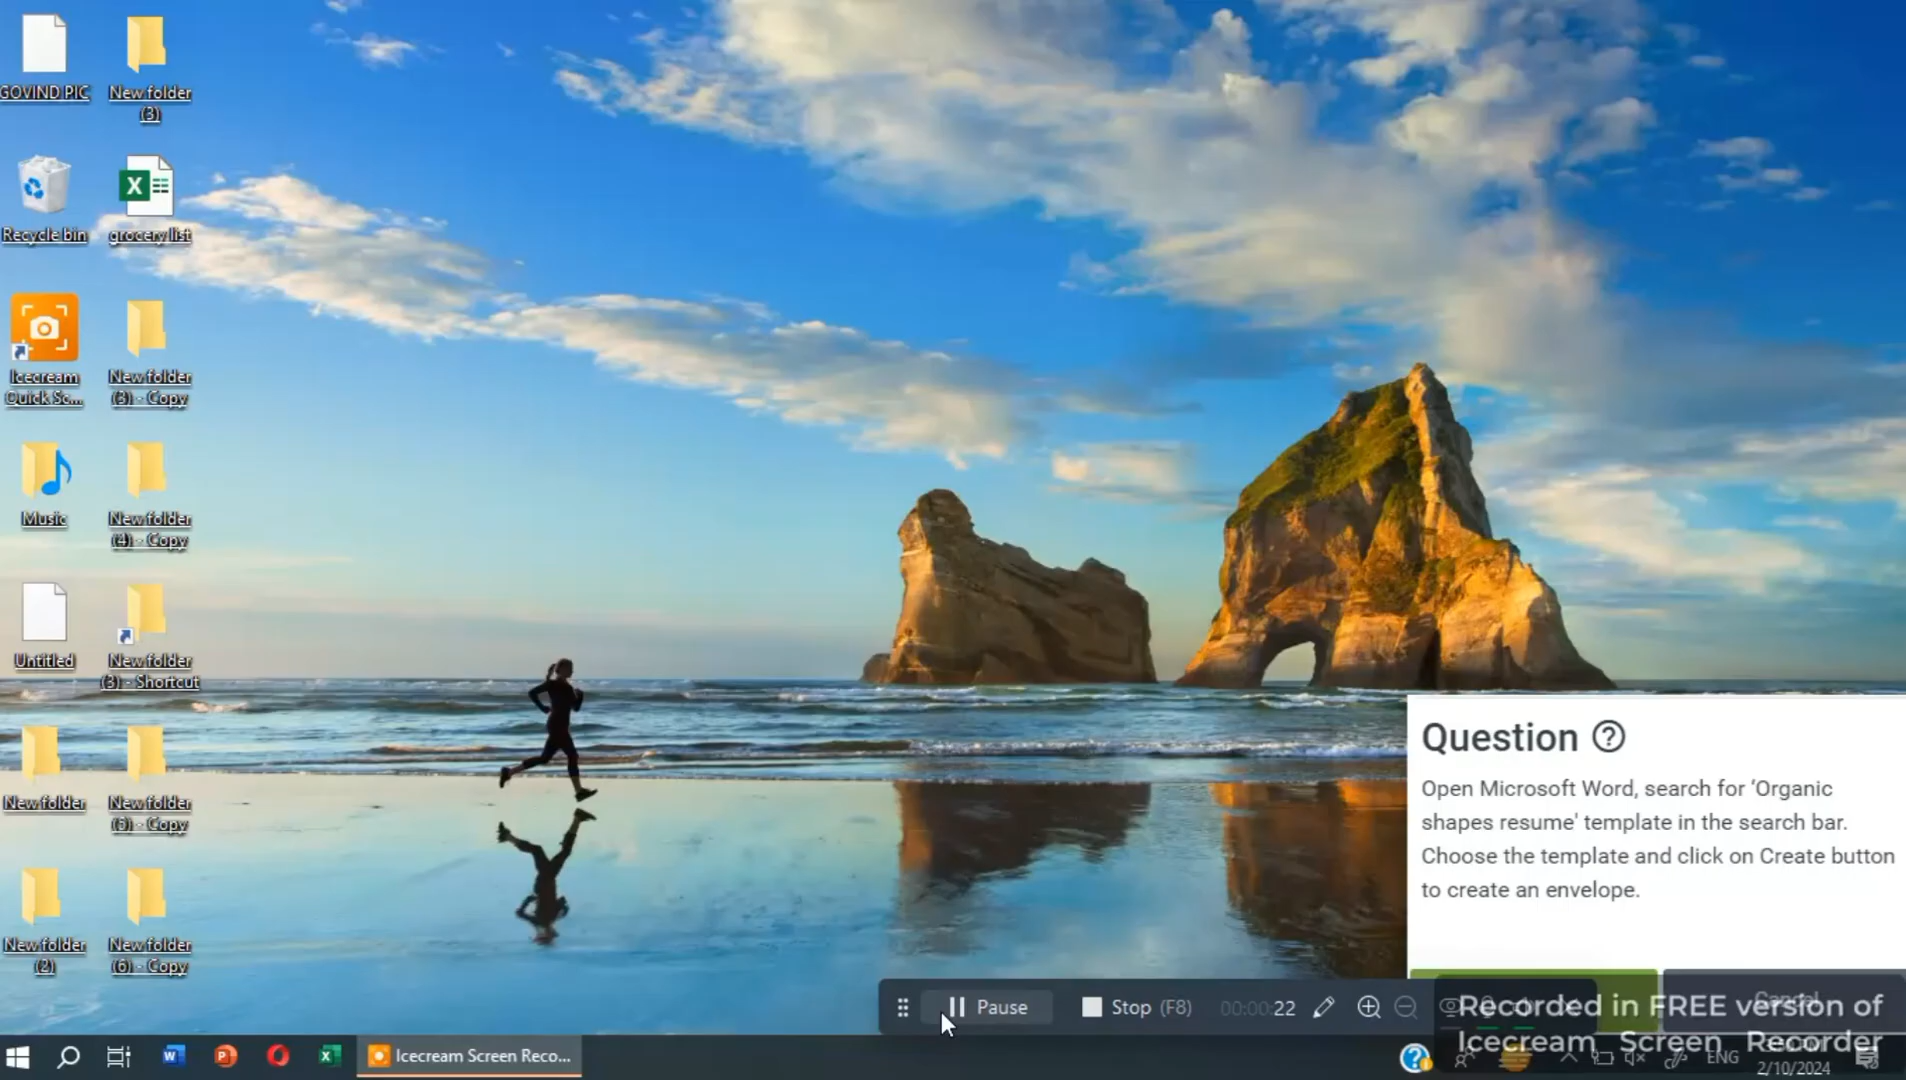 GOVIND PIC
New folder
(3)
Recycle bin
grocery list
Icecream
Quick Sc...
New folder
(3) - Copy
Music
New folder
(4) - Copy
Untitled
New folder
(3) - Shortcut
New folder
New folder
(5) - Copy
New folder
(2)
New folder
(6) - Copy
Question ?
Open Microsoft Word, search for ‘Organic
shapes resume' template in the search bar.
Choose the template and click on Create button
to create an envelope.
Cancel
Pause
Stop (F8)
00:00:22
Recorded in FREE version of
Icecream Screen Recorder
Icecream Screen Reco...
ENG
2/10/2024